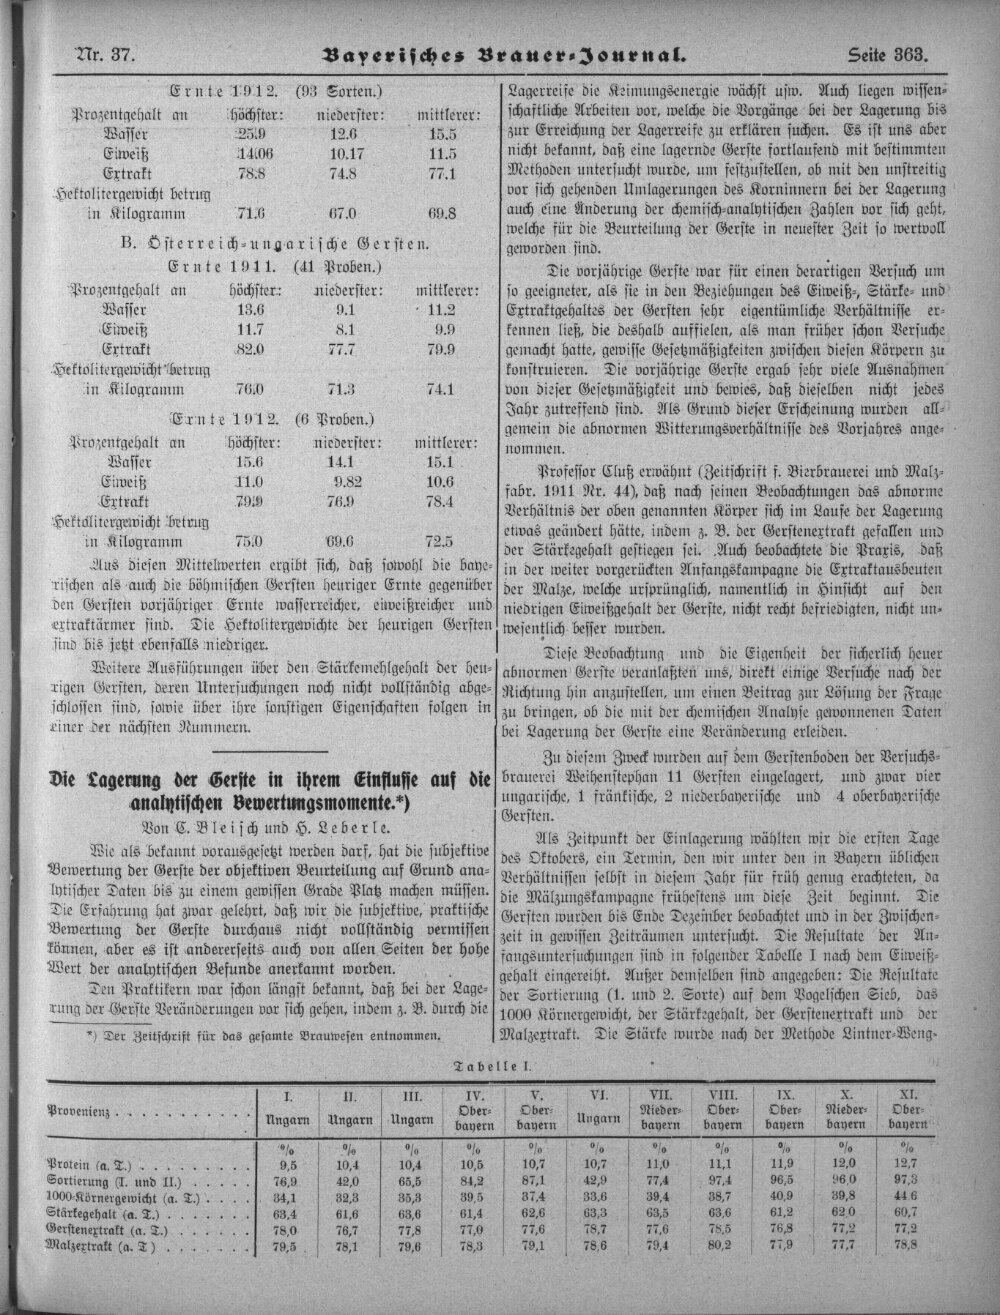 Nr. 37. Bayerisches Brauer-Journal. Seite 363.
Ernte 1912. (93 Sorten.)
Prozentgehalt an höchster: niederster: mittlerer:
Wasser 25.9 12.6 15.5
Eiweiß 14.06 10.17 11.5
Extrakt 78.8 74.8 77.1
Hektolitergewicht betrug
in Kilogramm 71.6 67.0 69.8
B. Österreich-ungarische Gersten.
Ernte 1911. (41 Proben.)
Prozentgehalt an höchster: niederster: mittlerer:
Wasser 13.6 9.1 11.2
Eiweiß 11.7 8.1 9.9
Extrakt 82.0 77.7 79.9
Hektolitergewicht betrug
in Kilogramm 76.0 71.3 74.1
Ernte 1912. (6 Proben.)
Prozentgehalt an höchster: niederster: mittlerer:
Wasser 15.6 14.1 15.1
Eiweiß 11.0 9.82 10.6
Extrakt 79.9 76.9 78.4
Hektolitergewicht betrug
in Kilogramm 75.0 69.6 72.5
Aus diesen Mittelwerten ergibt sich, daß sowohl die baye-
rischen als auch die böhmischen Gersten heuriger Ernte gegenüber
den Gersten vorjähriger Ernte wasserreicher, eiweißreicher und
extraktärmer sind. Die Hektolitergewichte der heurigen Gersten
sind bis jetzt ebenfalls niedriger.
Weitere Ausführungen über den Stärkemehlgehalt der heu-
rigen Gersten, deren Untersuchungen noch nicht vollständig abge-
schlossen sind, sowie über ihre sonstigen Eigenschaften folgen in
einer der nächsten Nummern.
Die Lagerung der Gerste in ihrem Einflusse auf die
analytischen Bewertungsmomente.*)
Von C. Bleisch und H. Leberle.
Wie als bekannt vorausgesetzt werden darf, hat die subjektive
Bewertung der Gerste der objektiven Beurteilung auf Grund ana-
lytischer Daten bis zu einem gewissen Grade Platz machen müssen.
Die Erfahrung hat zwar gelehrt, daß wir die subjektive, praktische
Bewertung der Gerste durchaus nicht vollständig vermissen
können, aber es ist andererseits auch von allen Seiten der hohe
Wert der analytischen Befunde anerkannt worden.
Den Praktikern war schon längst bekannt, daß bei der Lage-
rung der Gerste Veränderungen vor sich gehen, indem z. B. durch die
*) Der Zeitschrift für das gesamte Brauwesen entnommen.
Lagerreife die Keimungsenergie wächst usw. Auch liegen wissen-
schaftliche Arbeiten vor, welche die Vorgänge bei der Lagerung bis
zur Erreichung der Lagerreife zu erklären suchen. Es ist uns aber
nicht bekannt, daß eine lagernde Gerste fortlaufend mit bestimmten
Methoden untersucht wurde, um festzustellen, ob mit den unstreitig
vor sich gehenden Umlagerungen des Korninnern bei der Lagerung
auch eine Änderung der chemisch-analytischen Zahlen vor sich geht,
welche für die Beurteilung der Gerste in neuester Zeit so wertvoll
geworden sind.
Die vorjährige Gerste war für einen derartigen Versuch um
so geeigneter, als sie in den Beziehungen des Eiweiß-, Stärke- und
Extraktgehaltes der Gersten sehr eigentümliche Verhältnisse er-
kennen ließ, die deshalb auffielen, als man früher schon Versuche
gemacht hatte, gewisse Gesetzmäßigkeiten zwischen diesen Körpern zu
konstruieren. Die vorjährige Gerste ergab sehr viele Ausnahmen
von dieser Gesetzmäßigkeit und bewies, daß dieselben nicht jedes
Jahr zutreffend sind. Als Grund dieser Erscheinung wurden all-
gemein die abnormen Witterungsverhältnisse des Vorjahres ange-
nommen.
Professor Cluß erwähnt (Zeitschrift f. Bierbrauerei und Malz-
fabr. 1911 Nr. 44), daß nach seinen Beobachtungen das abnorme
Verhältnis der oben genannten Körper sich im Laufe der Lagerung
etwas geändert hätte, indem z. B. der Gerstenextrakt gefallen und
der Stärkegehalt gestiegen sei. Auch beobachtete die Praxis, daß
in der weiter vorgerückten Anfangskampagne die Extraktausbeuten
der Malze, welche ursprünglich, namentlich in Hinsicht auf den
niedrigen Eiweißgehalt der Gerste, nicht recht befriedigten, nicht un-
wesentlich besser wurden.
Diese Beobachtung und die Eigenheit der sicherlich heuer
abnormen Gerste veranlaßten uns, direkt einige Versuche nach der
Richtung hin anzustellen, um einen Beitrag zur Lösung der Frage
zu bringen, ob die mit der chemischen Analyse gewonnenen Daten
bei Lagerung der Gerste eine Veränderung erleiden.
Zu diesem Zweck wurden auf dem Gerstenboden der Versuchs-
brauerei Weihenstephan 11 Gersten eingelagert, und zwar vier
ungarische, 1 fränkische, 2 niederbayerische und 4 oberbayerische
Gersten.
Als Zeitpunkt der Einlagerung wählten wir die ersten Tage
des Oktobers, ein Termin, den wir unter den in Bayern üblichen
Verhältnissen selbst in diesem Jahr für früh genug erachteten, da
die Mälzungskampagne frühestens um diese Zeit beginnt. Die
Gersten wurden bis Ende Dezember beobachtet und in der Zwischen-
zeit in gewissen Zeiträumen untersucht. Die Resultate der An-
fangsuntersuchungen sind in folgender Tabelle I nach dem Eiweiß-
gehalt eingereiht. Außer demselben sind angegeben: Die Resultate
der Sortierung (1. und 2. Sorte) auf dem Vogelschen Sieb, das
1000 Körnergewicht, der Stärkegehalt, der Gerstenextrakt und der
Malzextrakt. Die Stärke wurde nach der Methode Lintner-Weng-
Tabelle I.
Provenienz . . . . . . . . . . . I. Ungarn II. Ungarn III. Ungarn IV. Ober-bayern V. Ober-bayern VI. Ungarn VII. Nieder-bayern VIII. Ober-bayern IX. Ober-bayern X. Nieder-bayern XI. Ober-bayern
% % % % % % % % % % %
Protein (a. T.) . . . . . . . . . 9,5 10,4 10,4 10,5 10,7 10,7 11,0 11,1 11,9 12,0 12,7
Sortierung (I. und II.) . . . . . 76,9 42,0 65,5 84,2 87,1 42,9 77,4 97,4 96,5 96,0 97,3
1000-Körnergewicht (a. T.) . . . . 34,1 32,3 35,3 39,5 37,4 33,6 39,4 38,7 40,9 39,8 44.6
Stärkegehalt (a. T.) . . . . . . . 63,4 61,6 63,6 61,4 62,6 63,3 63,5 63,6 61,2 62,0 60,7
Gerstenextrakt (a. T.) . . . . . . 78,0 76,7 77,8 77,0 77,6 78,7 77,6 78,5 76,8 77,2 77,2
Malzextrakt (a. T.) . . . . . . . 79,5 78,1 79,6 78,3 79,1 78,6 79,4 80,2 77,9 77,7 78,8